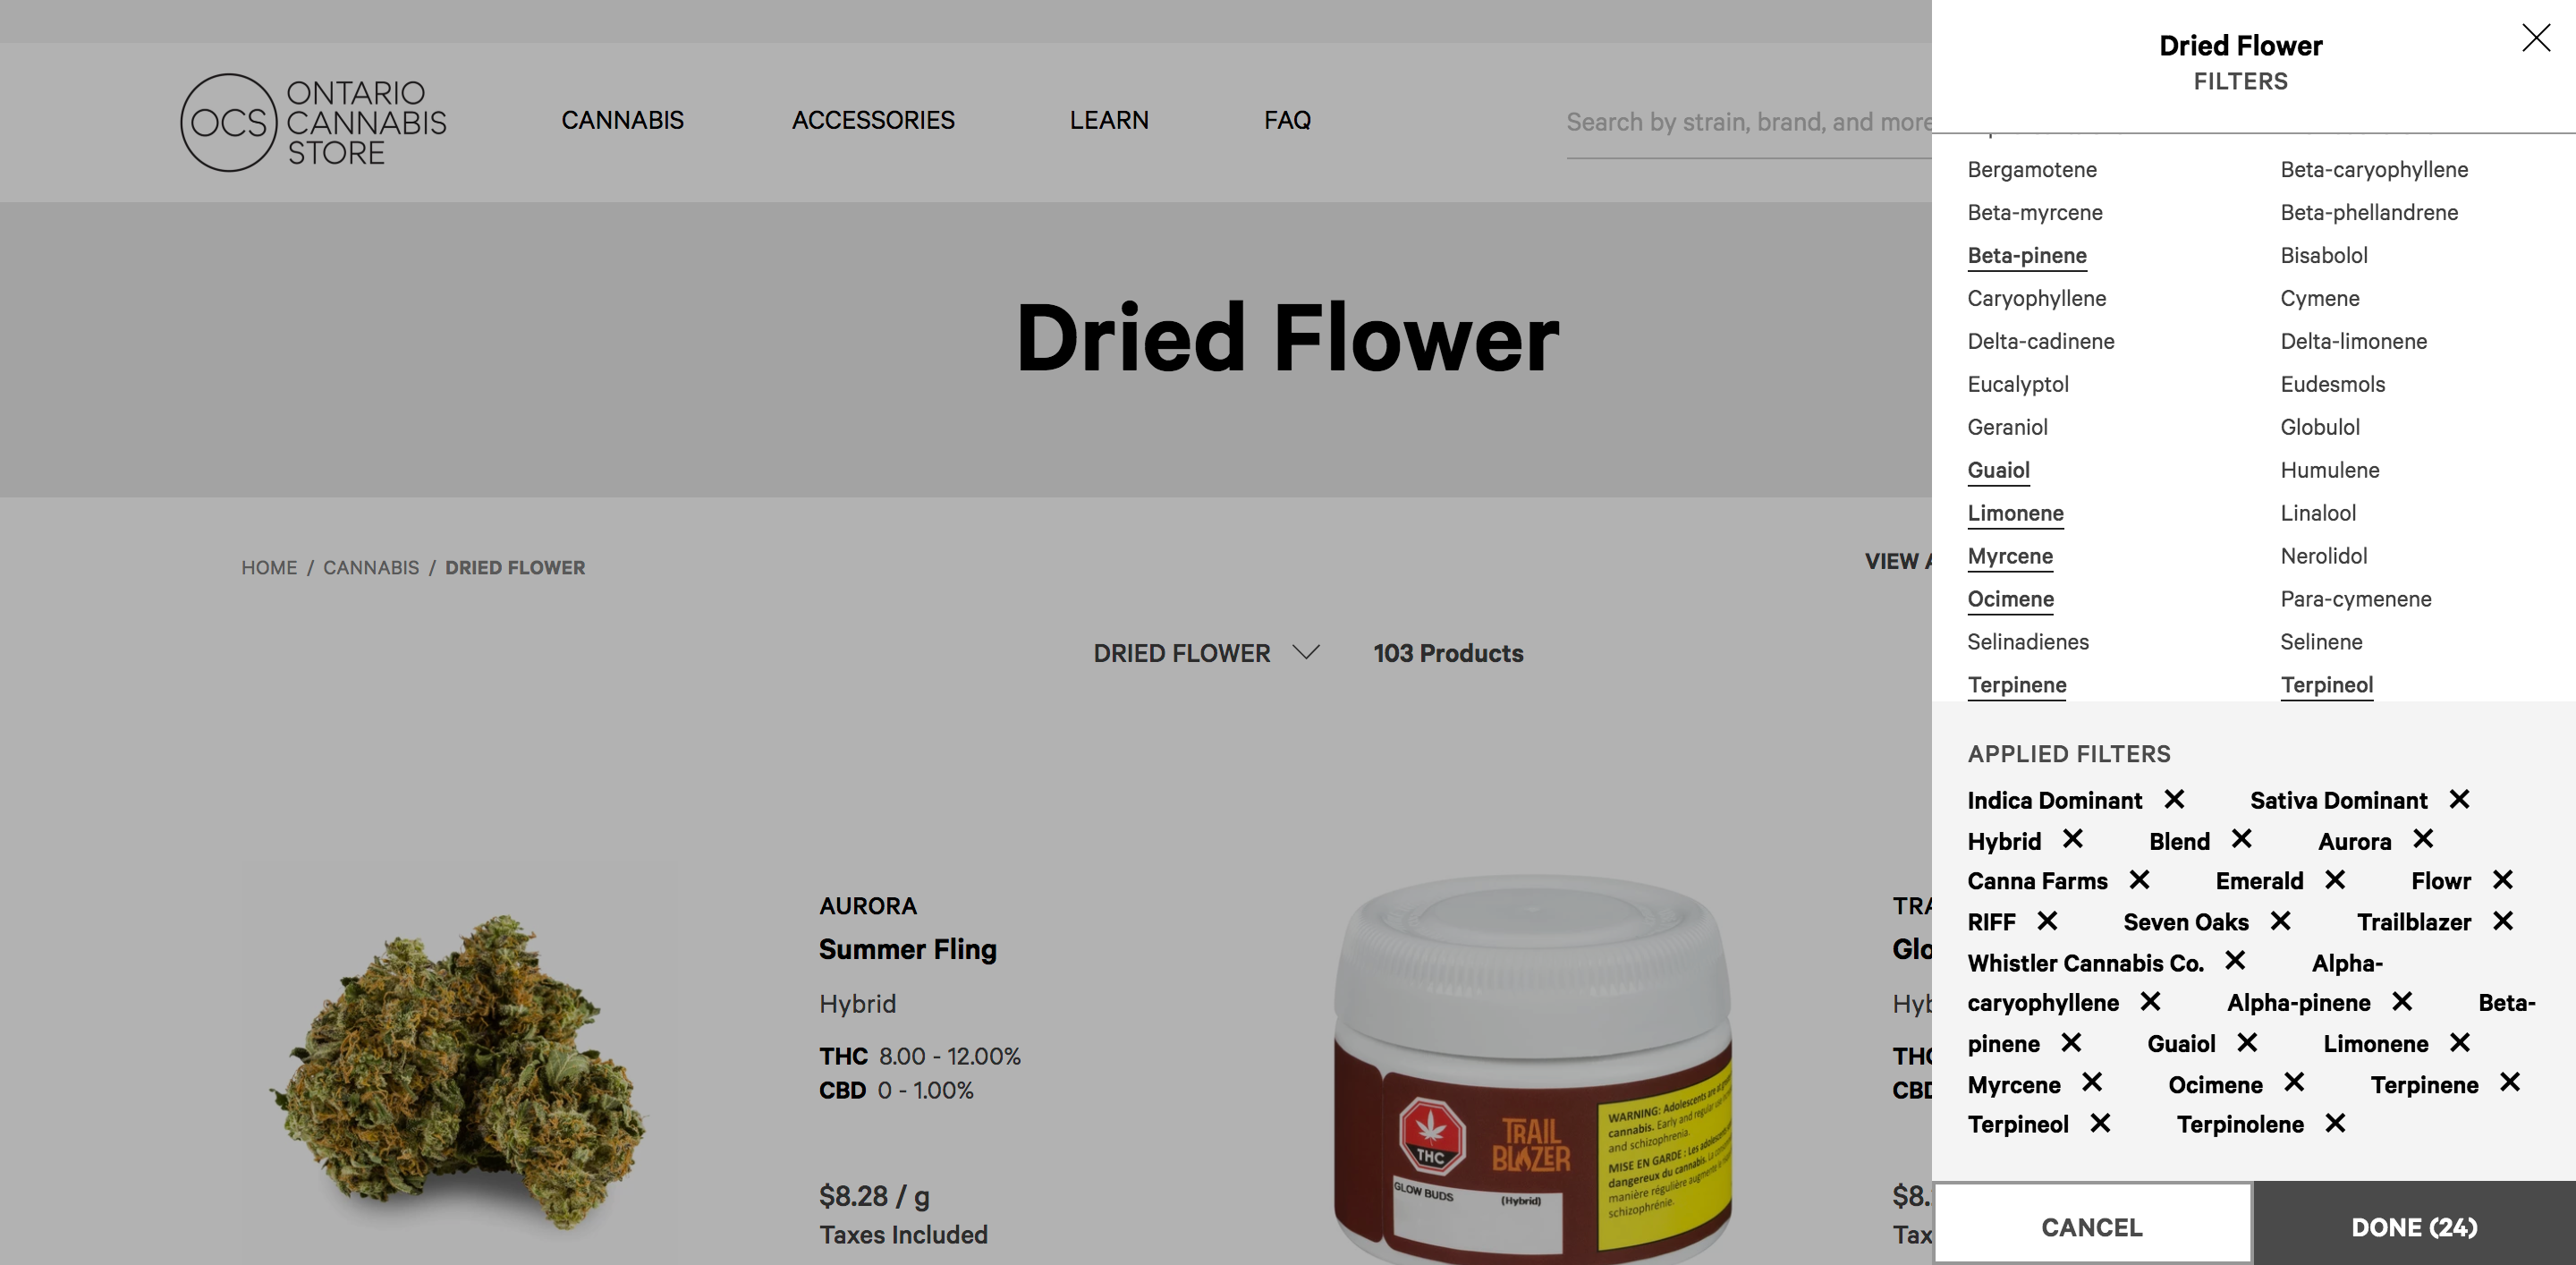 OCS
ONTARIO
CANNABIS
STORE
CANNABIS
ACCESSORIES
LEARN
FAQ
Search by strain, brand, and more
Dried Flower
HOME / CANNABIS / DRIED FLOWER
VIEW
DRIED FLOWER
103 Products
AURORA
Summer Fling
Hybrid
THC 8.00 - 12.00%
CBD 0 - 1.00%
$8.28 / g
Taxes Included
THC
TRAIL
BLAZER
GLOW BUDS (Hybrid)
WARNING: Adolescents are at
cannabis. Early and regular use
and schizophrenia.
MISE EN GARDE : Les adolescents
dangereux du cannabis.
manière régulière augmente
schizophrénie.
TRA
Glo
Hyb
THC
CBD
$8.
Tax
Dried Flower
FILTERS
Bergamotene Beta-caryophyllene
Beta-myrcene Beta-phellandrene
Beta-pinene Bisabolol
Caryophyllene Cymene
Delta-cadinene Delta-limonene
Eucalyptol Eudesmols
Geraniol Globulol
Guaiol Humulene
Limonene Linalool
Myrcene Nerolidol
Ocimene Para-cymenene
Selinadienes Selinene
Terpinene Terpineol
APPLIED FILTERS
Indica Dominant ✕ Sativa Dominant ✕
Hybrid ✕ Blend ✕ Aurora ✕
Canna Farms ✕ Emerald ✕ Flowr ✕
RIFF ✕ Seven Oaks ✕ Trailblazer ✕
Whistler Cannabis Co. ✕ Alpha-
caryophyllene ✕ Alpha-pinene ✕ Beta-
pinene ✕ Guaiol ✕ Limonene ✕
Myrcene ✕ Ocimene ✕ Terpinene ✕
Terpineol ✕ Terpinolene ✕
CANCEL
DONE (24)